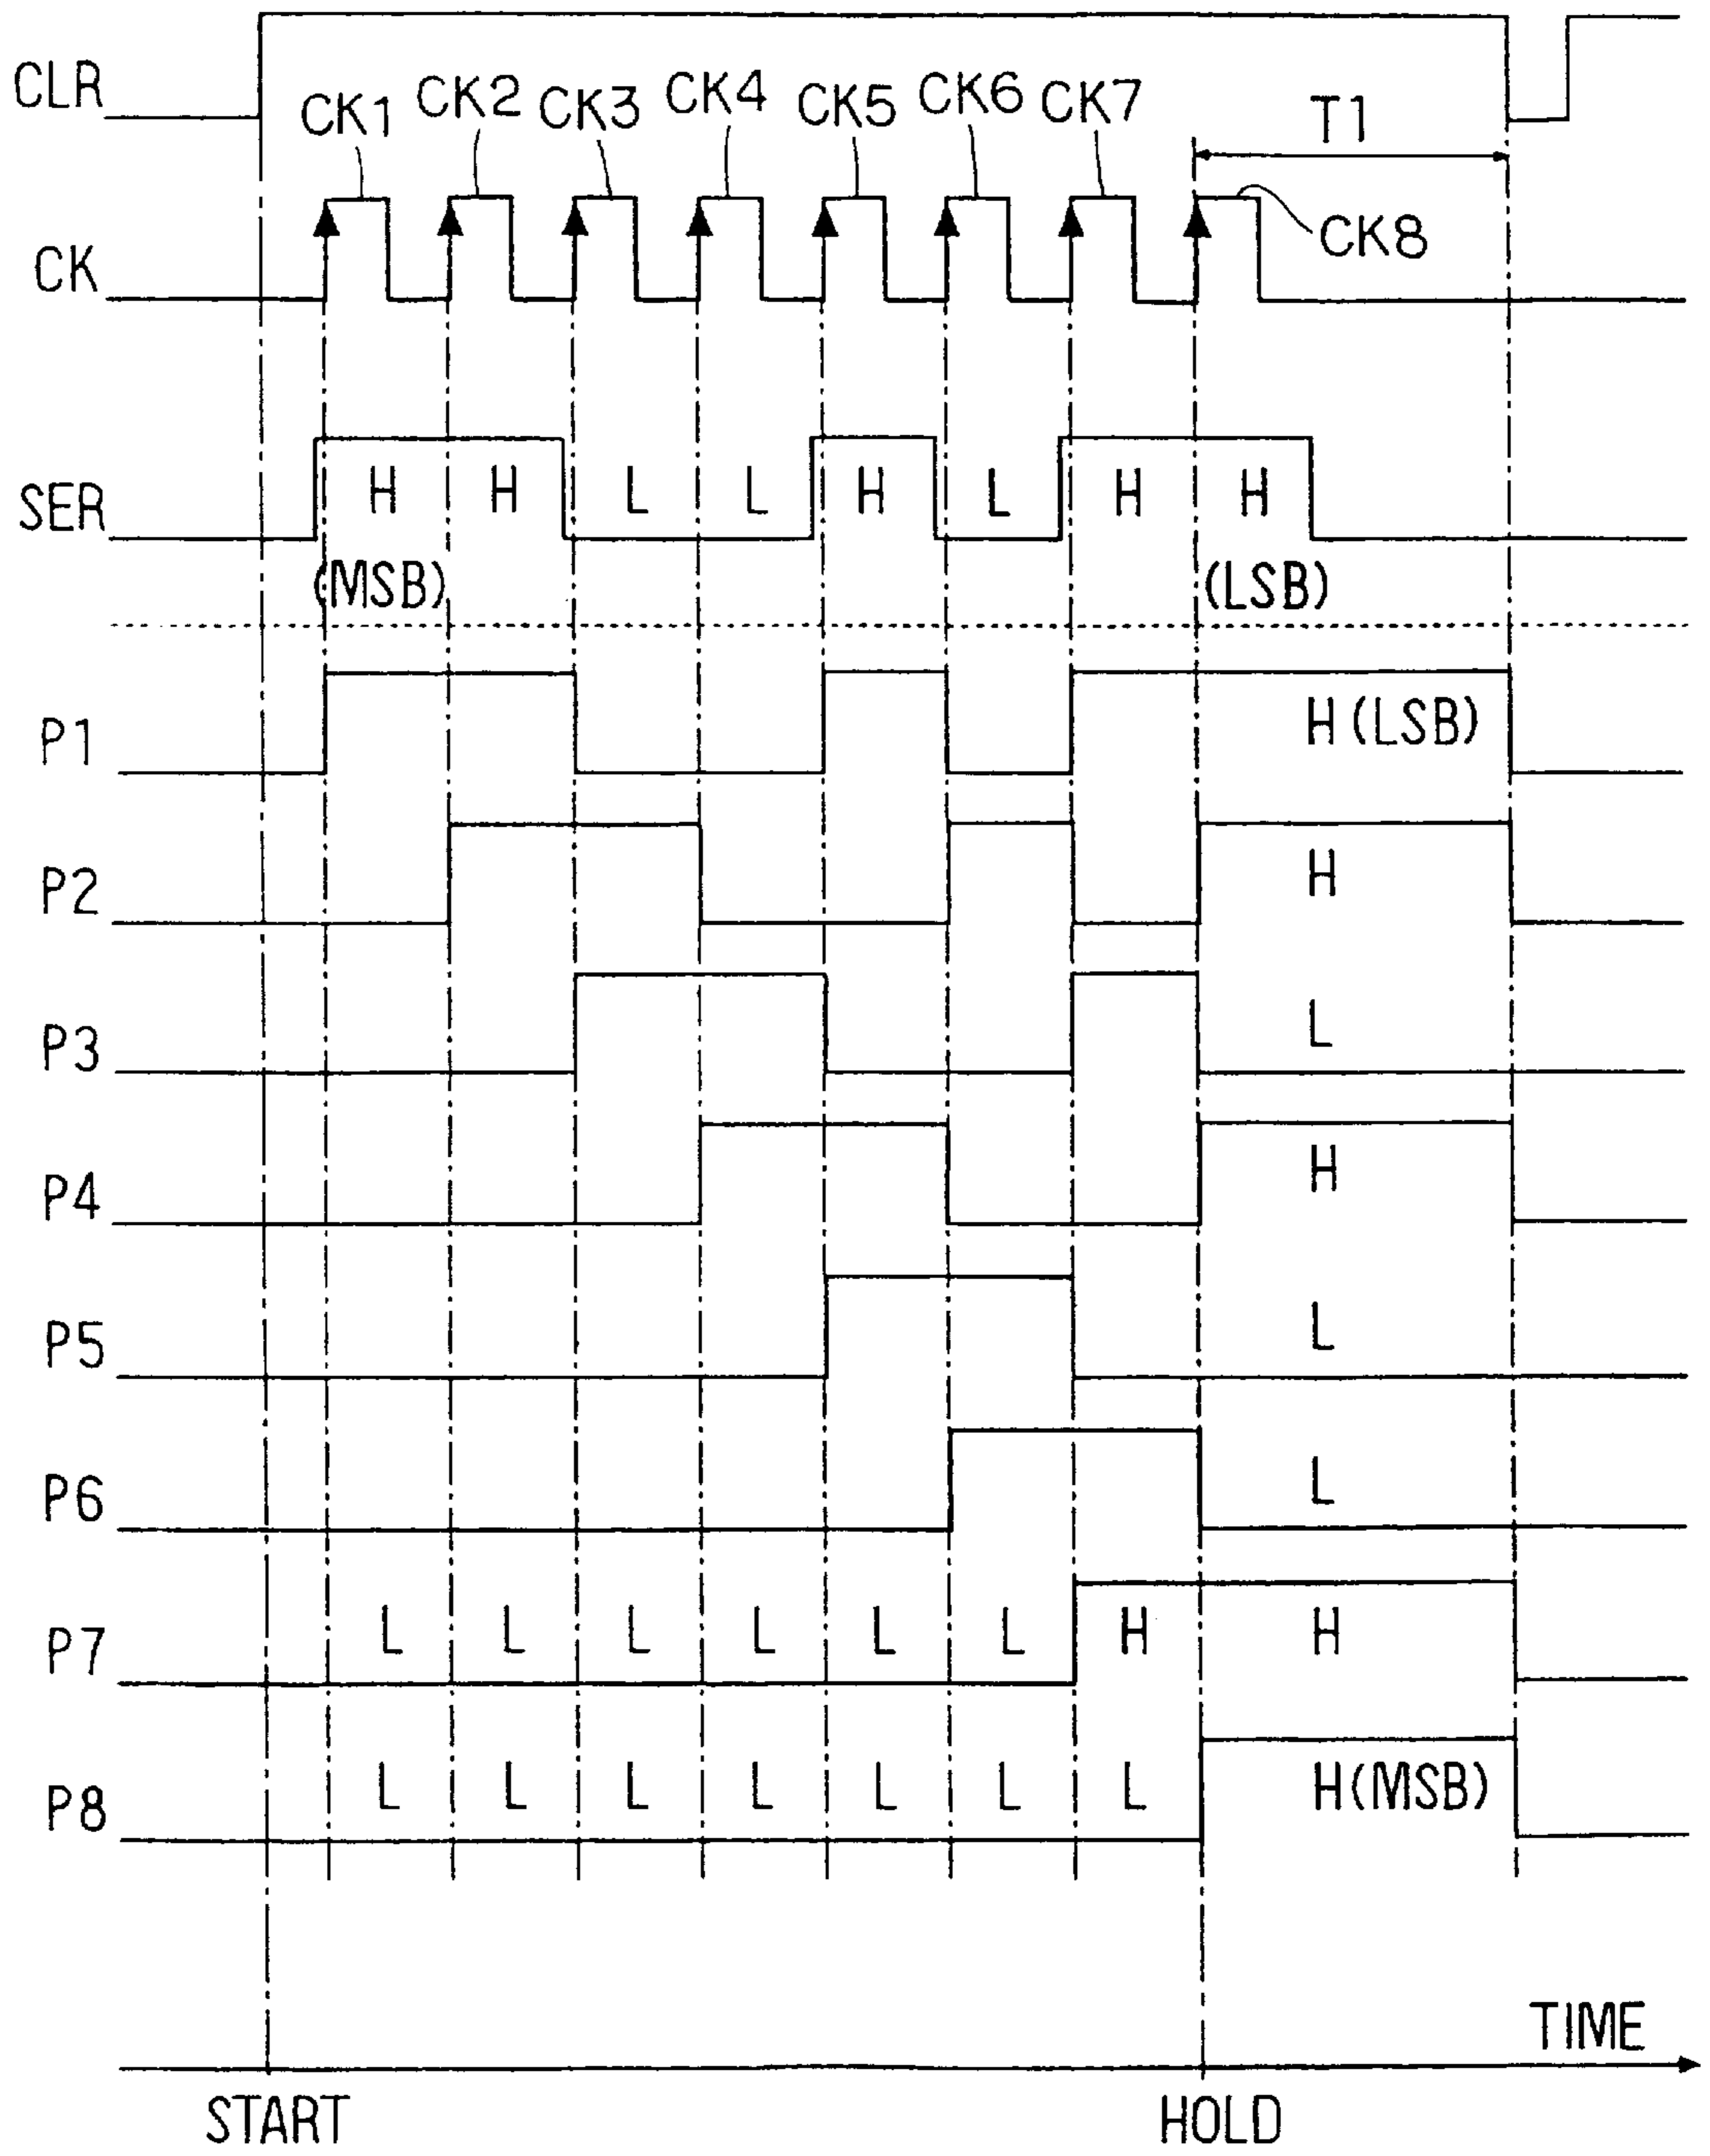 CLR
CK1 CK2 CK3 CK4 CK5 CK6 CK7 T1
CK8
CK
SER H H L L H L H H
(MSB) (LSB)
P1 H (LSB)
P2 H
P3 L
P4 H
P5 L
P6 L
P7 L L L L L L H H
P8 L L L L L L L H(MSB)
TIME
START HOLD